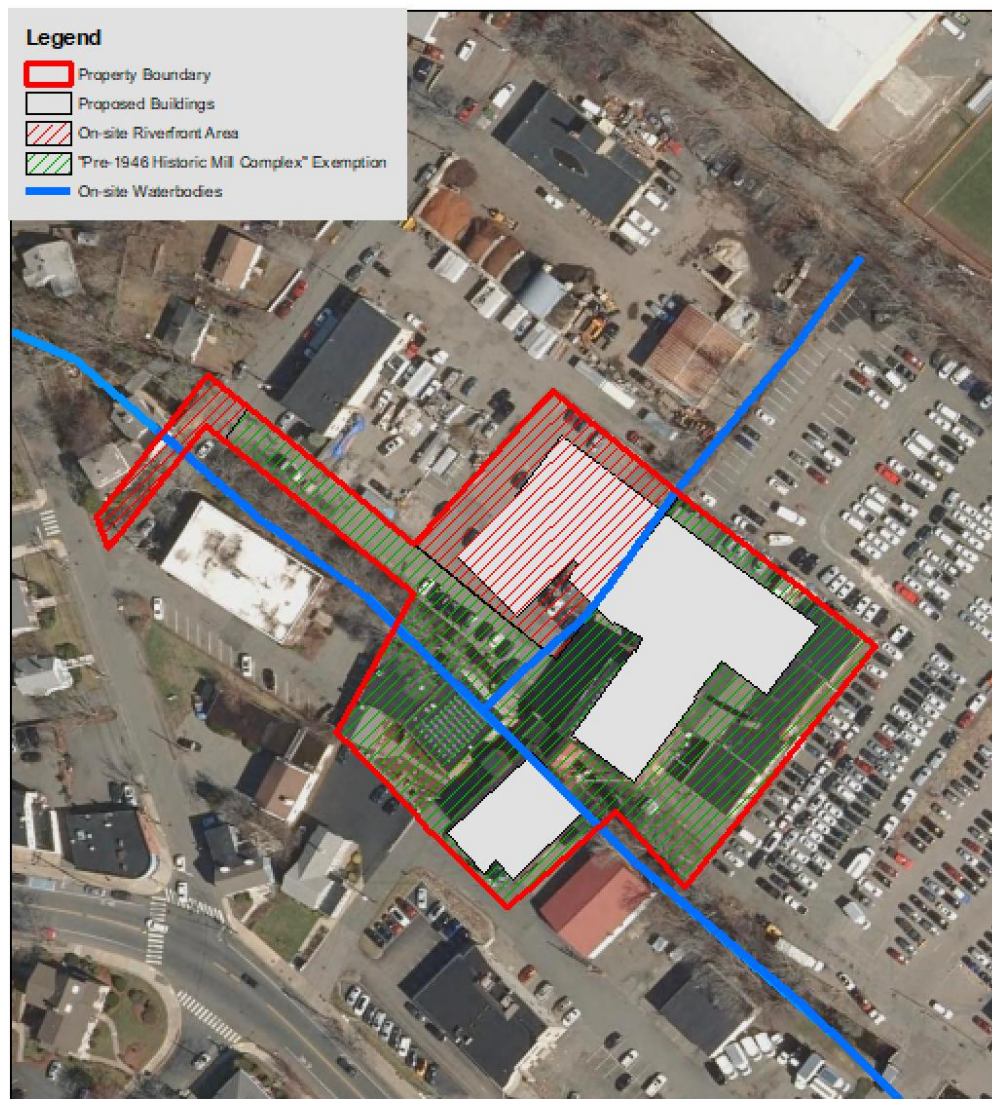 Legend
Property Boundary
Proposed Buildings
On-site Riverfront Area
"Pre-1946 Historic Mill Complex" Exemption
On-site Waterbodies